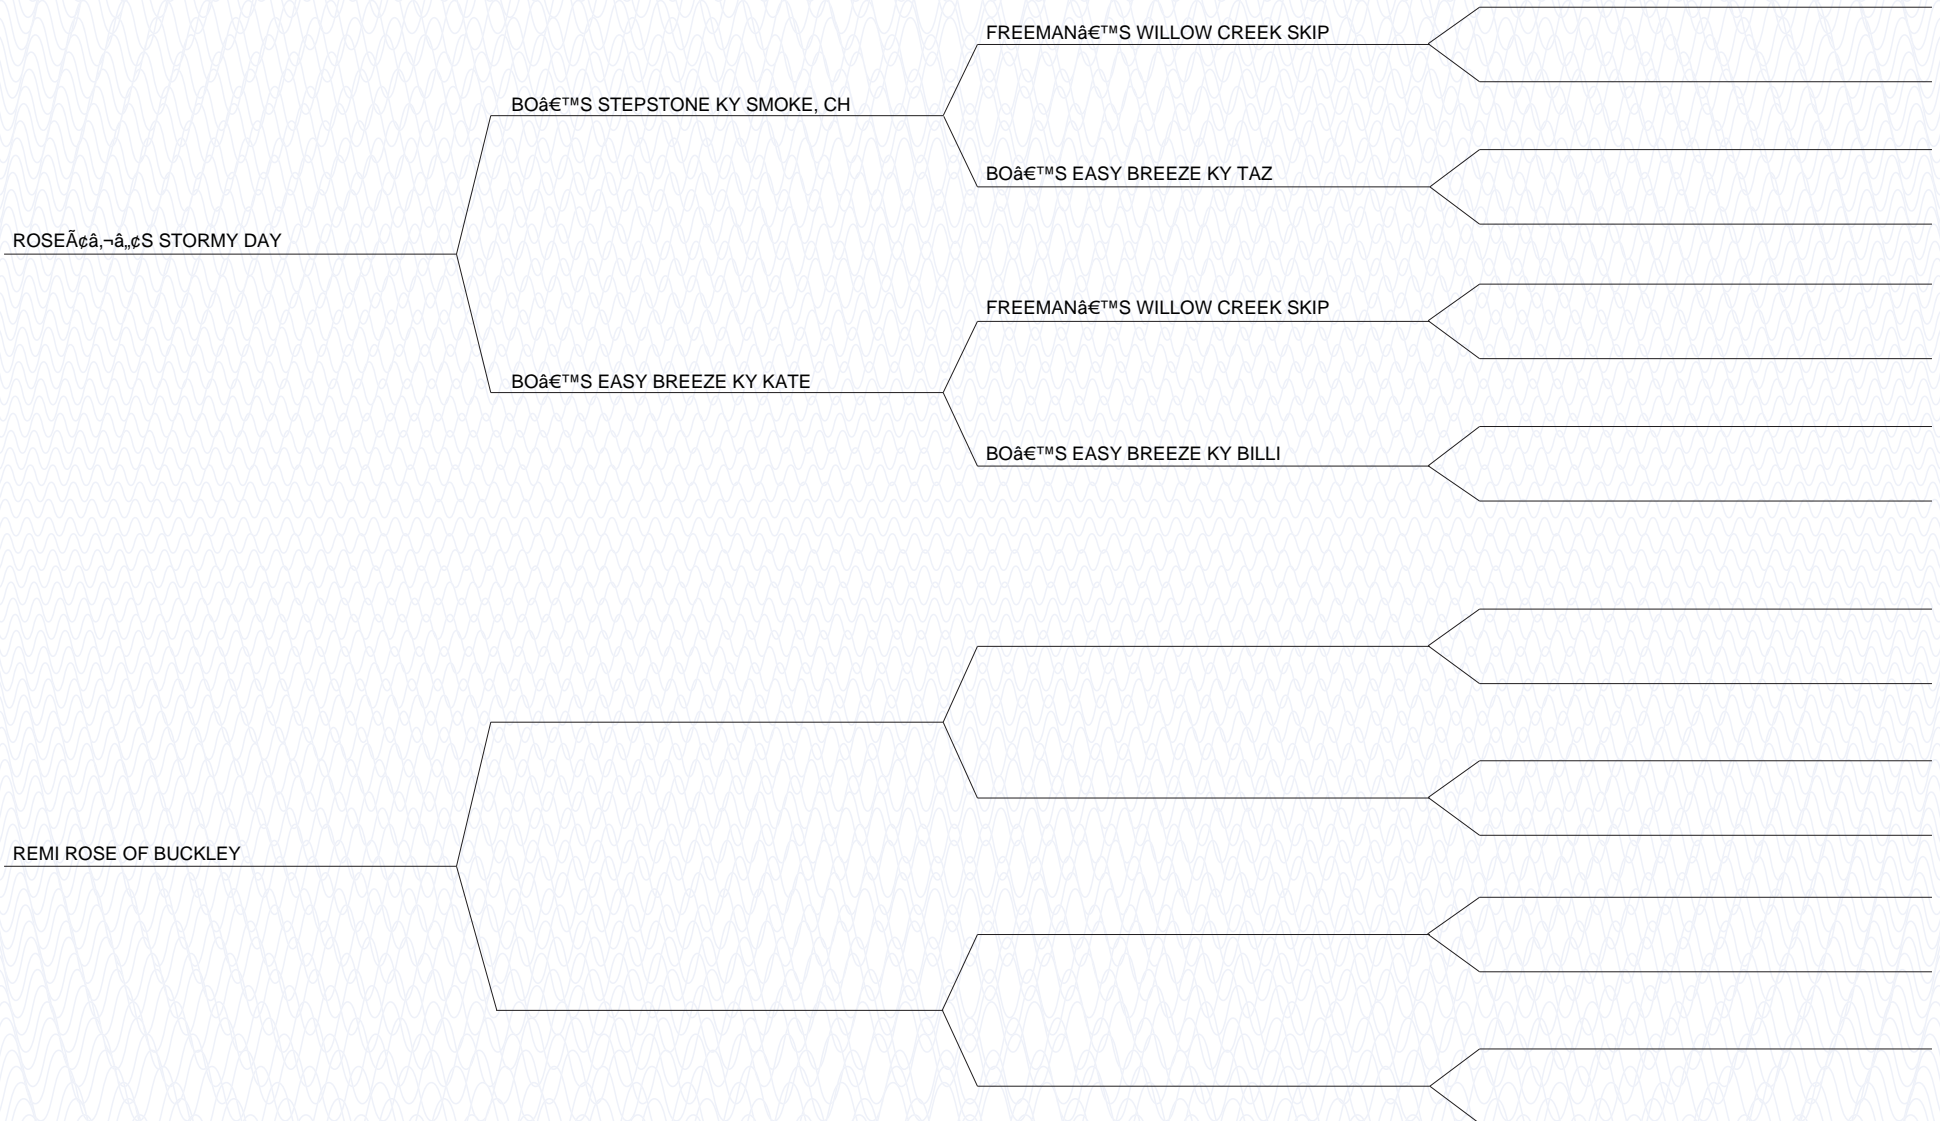 FREEMANâ€™S WILLOW CREEK SKIP
BOâ€™S STEPSTONE KY SMOKE, CH
BOâ€™S EASY BREEZE KY TAZ
ROSEÃ¢â‚¬â„¢S STORMY DAY
FREEMANâ€™S WILLOW CREEK SKIP
BOâ€™S EASY BREEZE KY KATE
BOâ€™S EASY BREEZE KY BILLI
REMI ROSE OF BUCKLEY